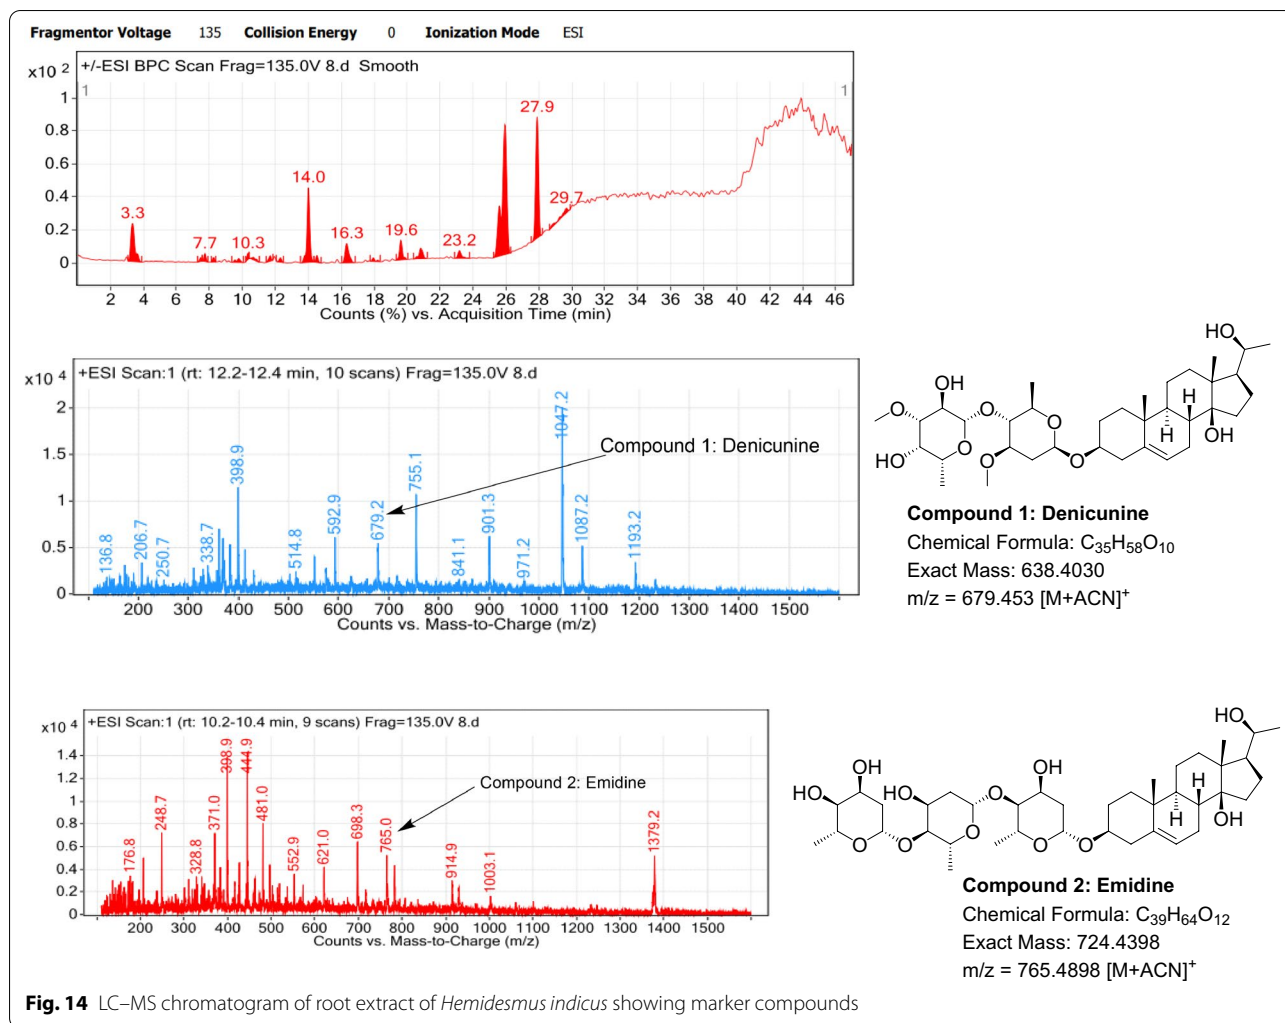 Fragmentor Voltage 135 Collision Energy 0 Ionization Mode ESI
x10 2
+/-ESI BPC Scan Frag=135.0V 8.d Smooth
1 1
1
0.8
0.6
0.4
0.2
0
3.3
7.7
10.3
14.0
16.3
19.6
23.2
27.9
29.7
2 4 6 8 10 12 14 16 18 20 22 24 26 28 30 32 34 36 38 40 42 44 46
Counts (%) vs. Acquisition Time (min)
x10 4
+ESI Scan:1 (rt: 12.2-12.4 min, 10 scans) Frag=135.0V 8.d
2
1.5
1
0.5
0
136.8
206.7
250.7
338.7
398.9
514.8
592.9
679.2
755.1
841.1
901.3
971.2
1047.2
1087.2
1193.2
Compound 1: Denicunine
200 300 400 500 600 700 800 900 1000 1100 1200 1300 1400 1500
Counts vs. Mass-to-Charge (m/z)
HO
OH
O
O
O
O
HO
O
O
H
H
OH
Compound 1: Denicunine
Chemical Formula: C35H58O10
Exact Mass: 638.4030
m/z = 679.453 [M+ACN]+
x10 4
+ESI Scan:1 (rt: 10.2-10.4 min, 9 scans) Frag=135.0V 8.d
1.4
1.2
1
0.8
0.6
0.4
0.2
0
176.8
248.7
328.8
371.0
398.9
444.9
481.0
552.9
621.0
698.3
765.0
914.9
1003.1
1379.2
Compound 2: Emidine
200 300 400 500 600 700 800 900 1000 1100 1200 1300 1400 1500
Counts vs. Mass-to-Charge (m/z)
HO
OH
OH
HO
HO
O
H
H
OH
O
O
O
O
O
Compound 2: Emidine
Chemical Formula: C39H64O12
Exact Mass: 724.4398
m/z = 765.4898 [M+ACN]+
Fig. 14 LC–MS chromatogram of root extract of Hemidesmus indicus showing marker compounds